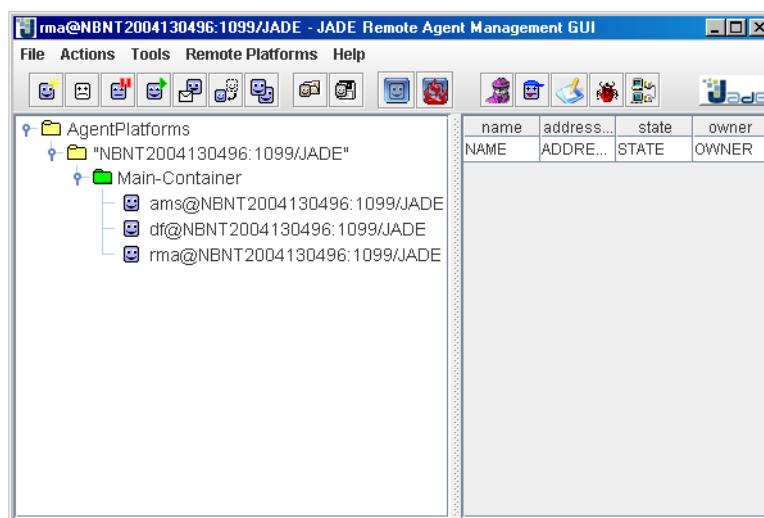 rma@NBNT2004130496:1099/JADE - JADE Remote Agent Management GUI
File Actions Tools Remote Platforms Help
Jade
AgentPlatforms
"NBNT2004130496:1099/JADE"
Main-Container
ams@NBNT2004130496:1099/JADE
df@NBNT2004130496:1099/JADE
rma@NBNT2004130496:1099/JADE
name address... state owner
NAME ADDRE... STATE OWNER